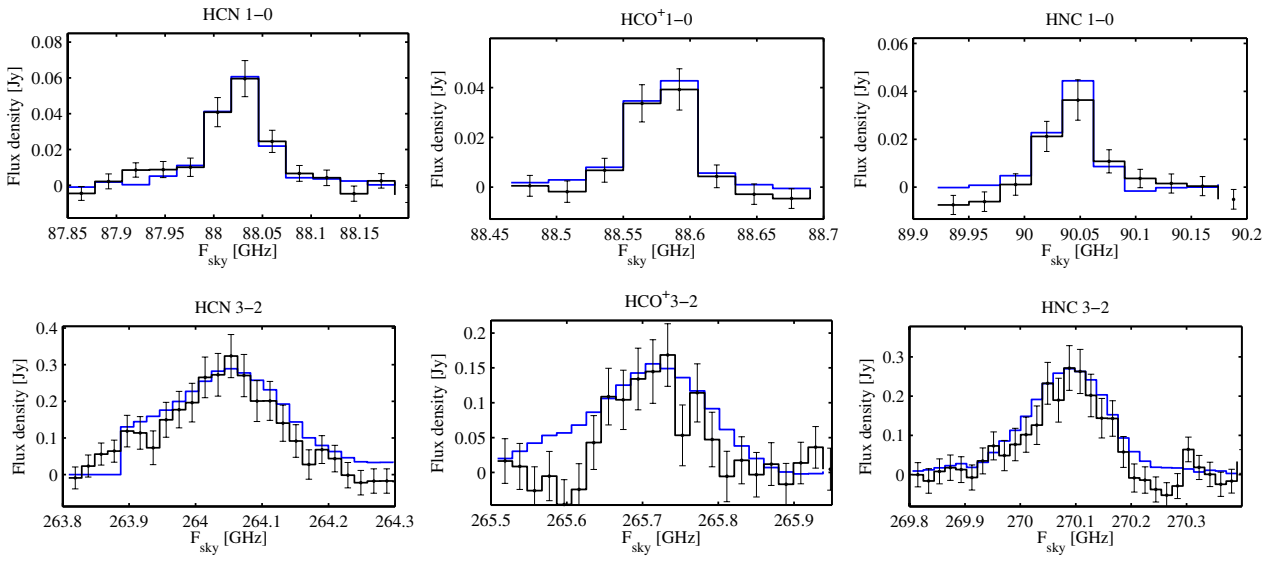 HCN 1−0
HCO+1−0
HNC 1−0
Flux density [Jy]
0.08
0.06
0.04
0.02
0
87.85 87.9 87.95 88 88.05 88.1 88.15
Fsky [GHz]
Flux density [Jy]
0.04
0.02
0
88.45 88.5 88.55 88.6 88.65 88.7
Fsky [GHz]
Flux density [Jy]
0.06
0.04
0.02
0
89.9 89.95 90 90.05 90.1 90.15 90.2
Fsky [GHz]
HCN 3−2
HCO+3−2
HNC 3−2
Flux density [Jy]
0.4
0.3
0.2
0.1
0
263.8 263.9 264 264.1 264.2 264.3
Fsky [GHz]
Flux density [Jy]
0.2
0.15
0.1
0.05
0
265.5 265.6 265.7 265.8 265.9
Fsky [GHz]
Flux density [Jy]
0.3
0.2
0.1
0
269.8 269.9 270 270.1 270.2 270.3
Fsky [GHz]